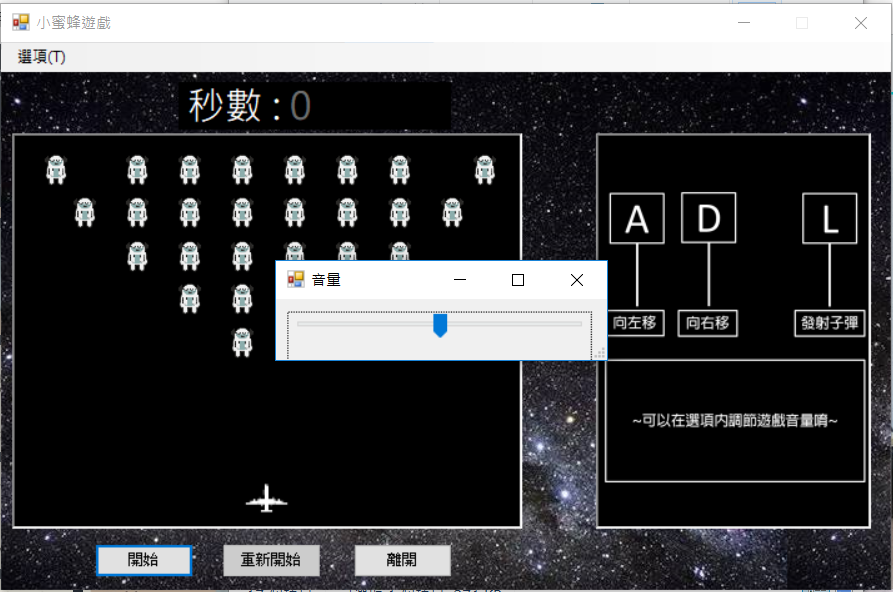 小蜜蜂遊戲
選項(T)
秒數 : 0
音量
A
D
L
向左移
向右移
發射子彈
~可以在選項內調節遊戲音量唷~
開始
重新開始
離開